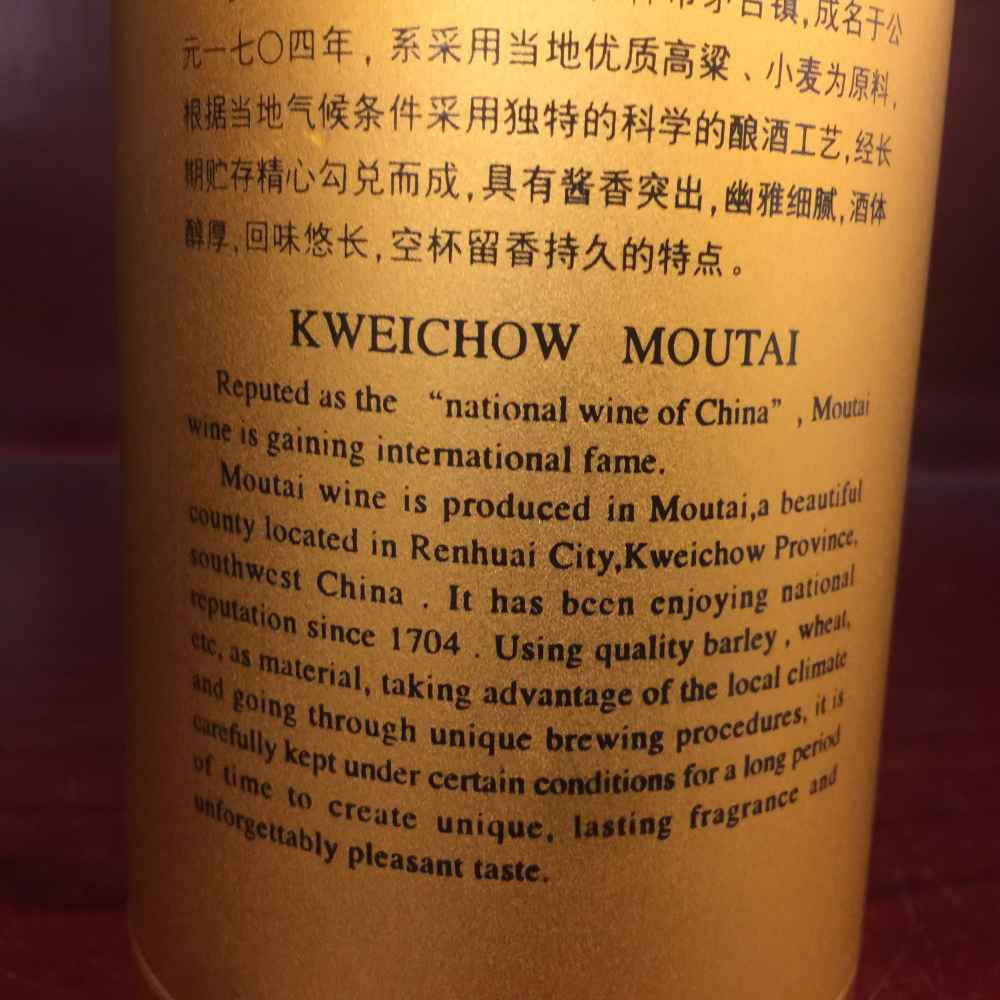 台镇,成名于公
元一七〇四年,系采用当地优质高粱、小麦为原料,
根据当地气候条件采用独特的科学的酿酒工艺,经长
期贮存精心勾兑而成,具有酱香突出,幽雅细腻,酒体
醇厚,回味悠长,空杯留香持久的特点。
KWEICHOW MOUTAI
Reputed as the “national wine of China”, Moutai
wine is gaining international fame.
Moutai wine is produced in Moutai,a beautiful
county located in Renhuai City,Kweichow Province,
southwest China . It has been enjoying national
reputation since 1704 . Using quality barley , wheat,
etc, as material, taking advantage of the local climate
and going through unique brewing procedures, it is
carefully kept under certain conditions for a long period
of time to create unique, lasting fragrance and
unforgettably pleasant taste.